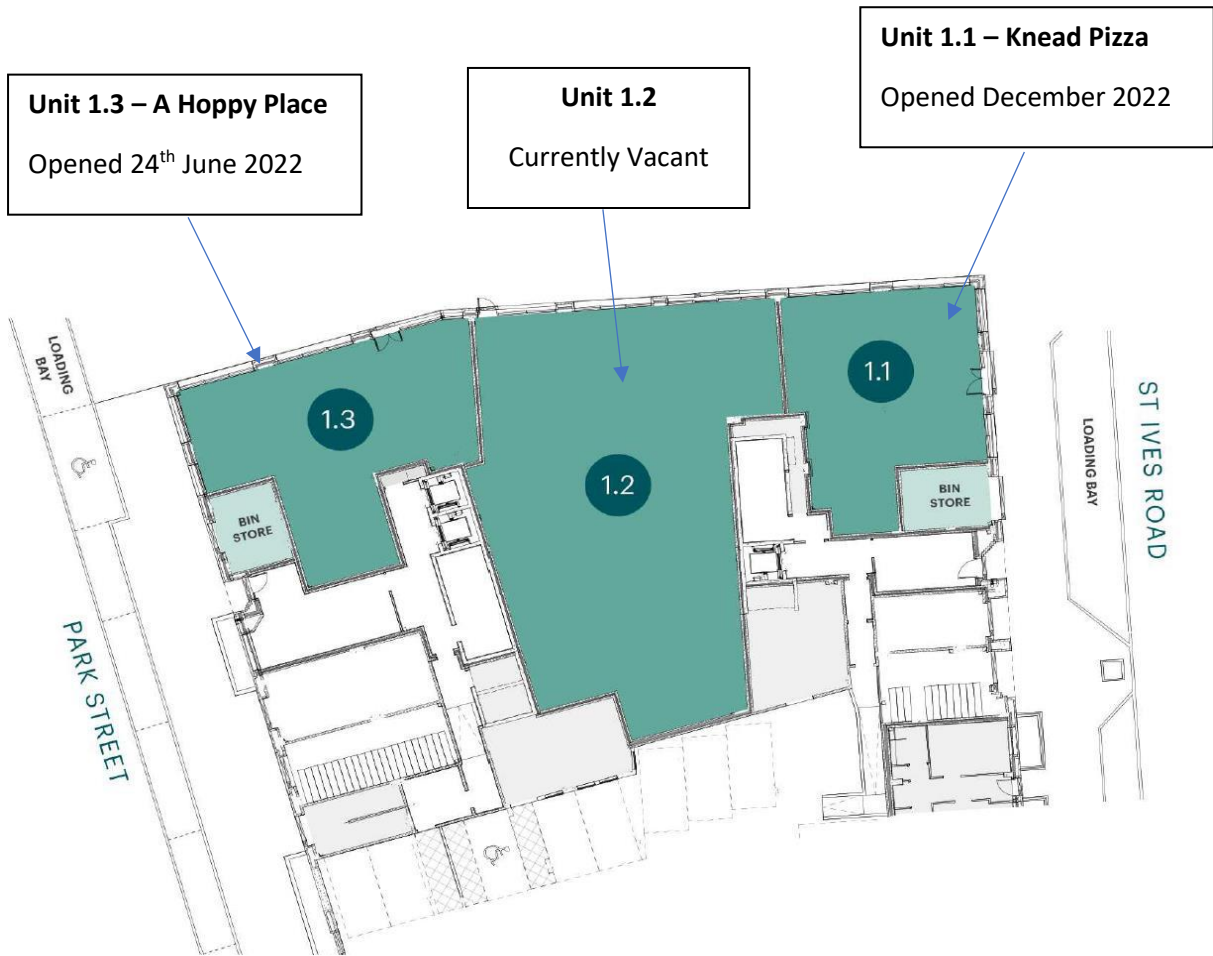 Unit 1.3 – A Hoppy Place
Opened 24th June 2022
Unit 1.2
Currently Vacant
Unit 1.1 – Knead Pizza
Opened December 2022
LOADING
BAY
1.3
1.2
1.1
BIN
STORE
BIN
STORE
LOADING BAY
ST IVES ROAD
PARK STREET